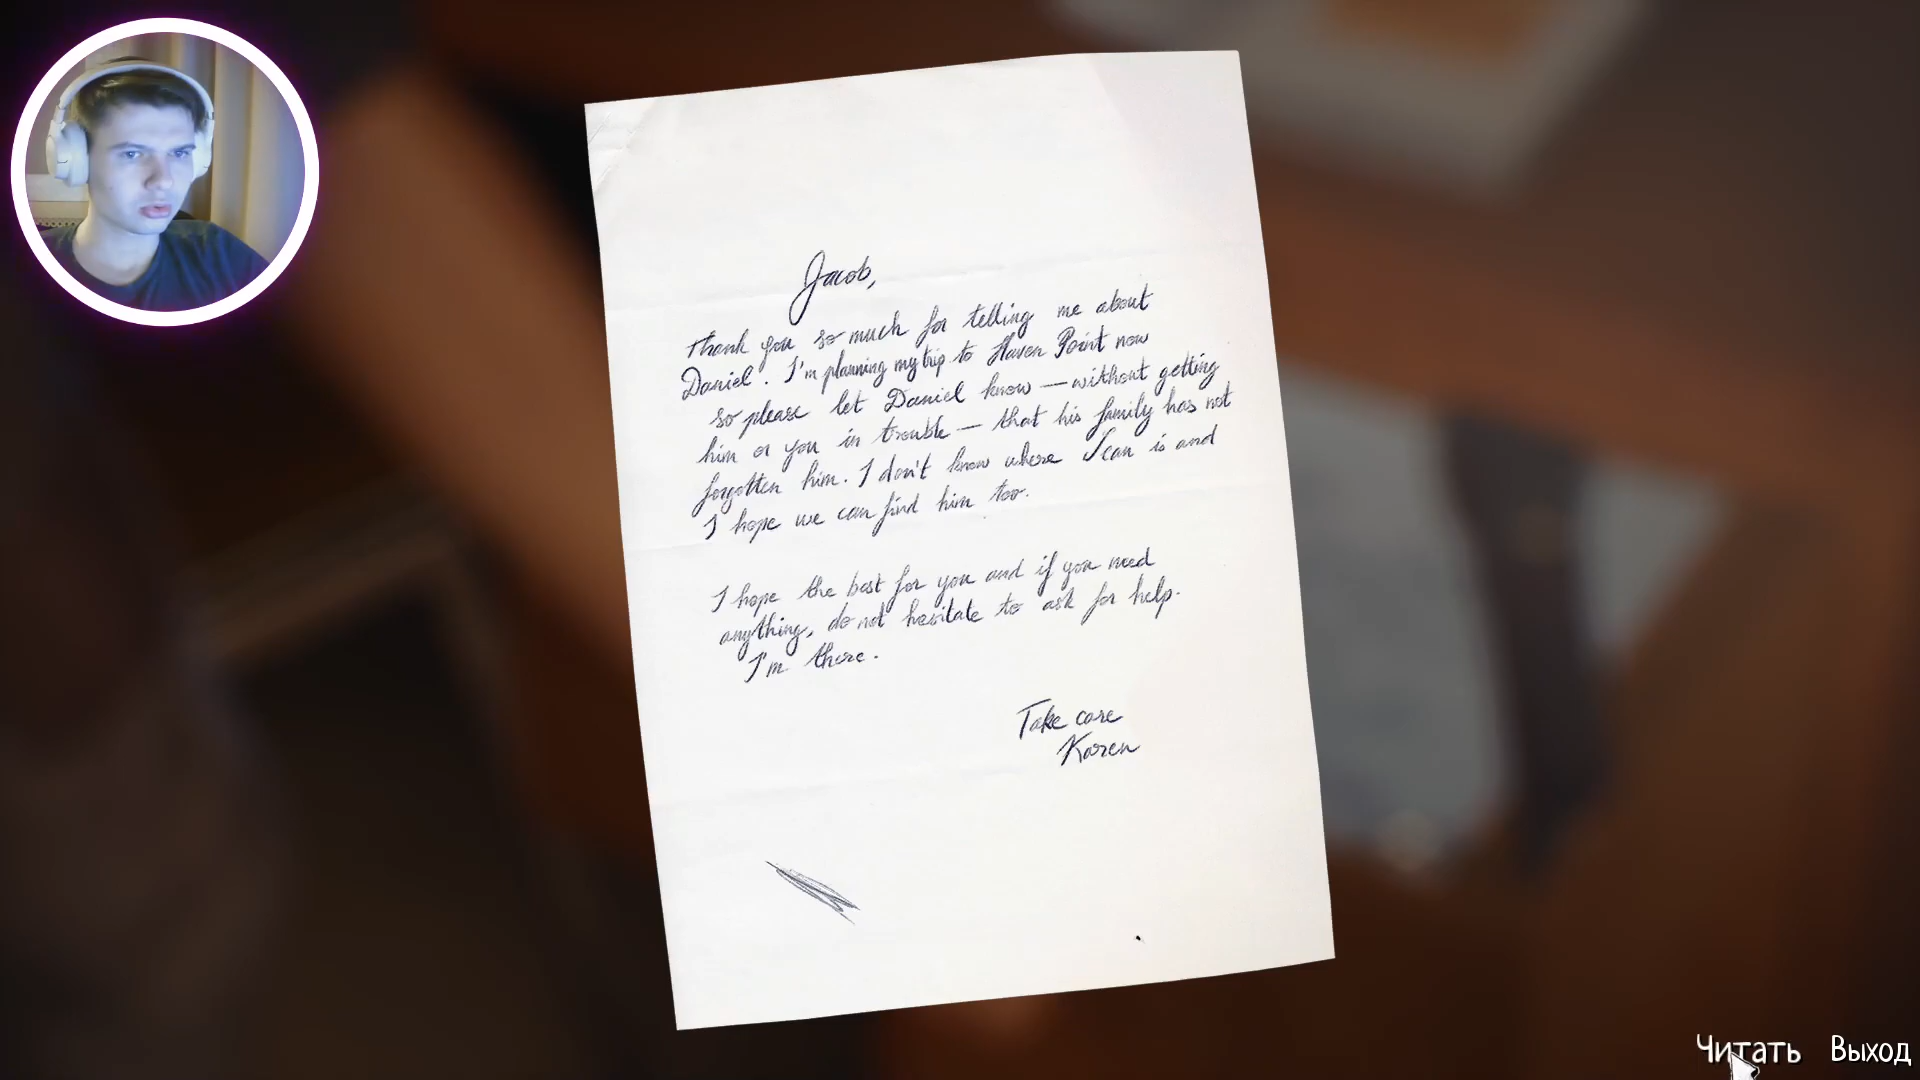 Jacob,
Thank you so much for telling me about
Daniel. I'm planning my trip to Haven Point now
so please let Daniel know — without getting
him or you in trouble — that his family has not
forgotten him. I don't know where Sean is and
I hope we can find him too.
I hope the best for you and if you need
anything, do not hesitate to ask for help.
I'm there.
Take care
Karen
Читать Выход